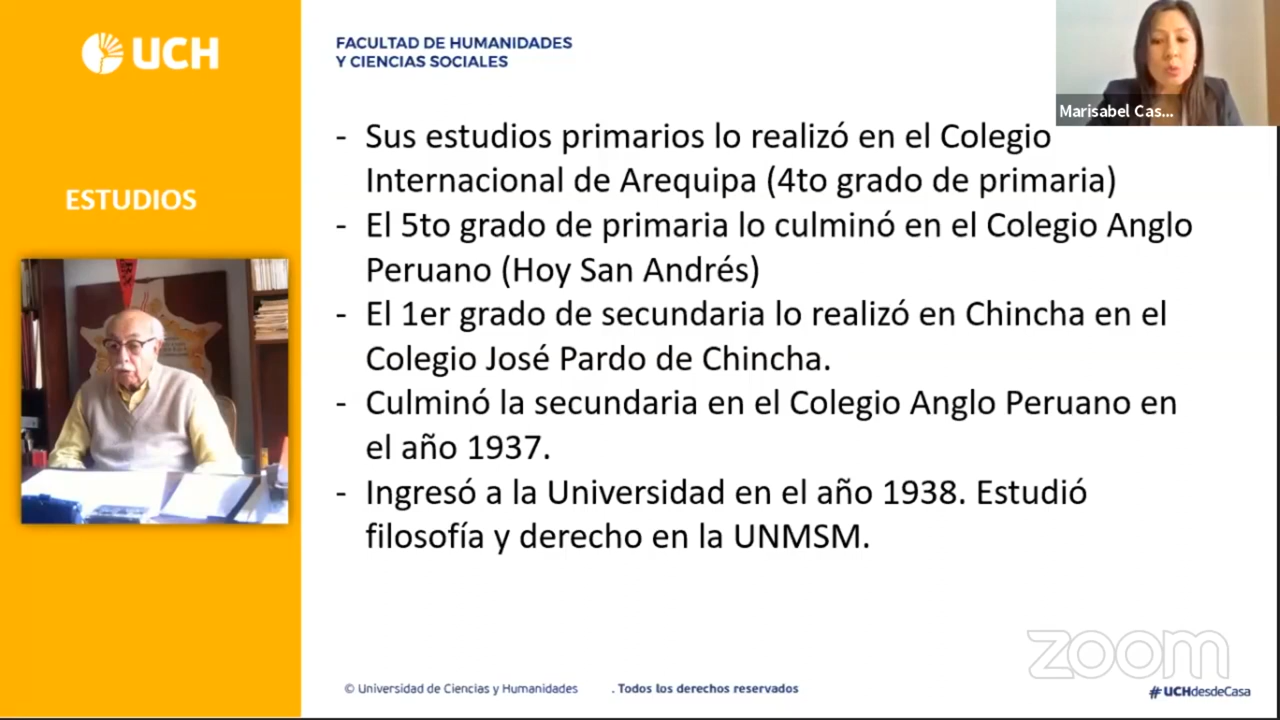 UCH
FACULTAD DE HUMANIDADES
Y CIENCIAS SOCIALES
Marisabel Cas...
ESTUDIOS
- Sus estudios primarios lo realizó en el Colegio
Internacional de Arequipa (4to grado de primaria)
- El 5to grado de primaria lo culminó en el Colegio Anglo
Peruano (Hoy San Andrés)
- El 1er grado de secundaria lo realizó en Chincha en el
Colegio José Pardo de Chincha.
- Culminó la secundaria en el Colegio Anglo Peruano en
el año 1937.
- Ingresó a la Universidad en el año 1938. Estudió
filosofía y derecho en la UNMSM.
zoom
© Universidad de Ciencias y Humanidades . Todos los derechos reservados
#UCHdesdeCasa